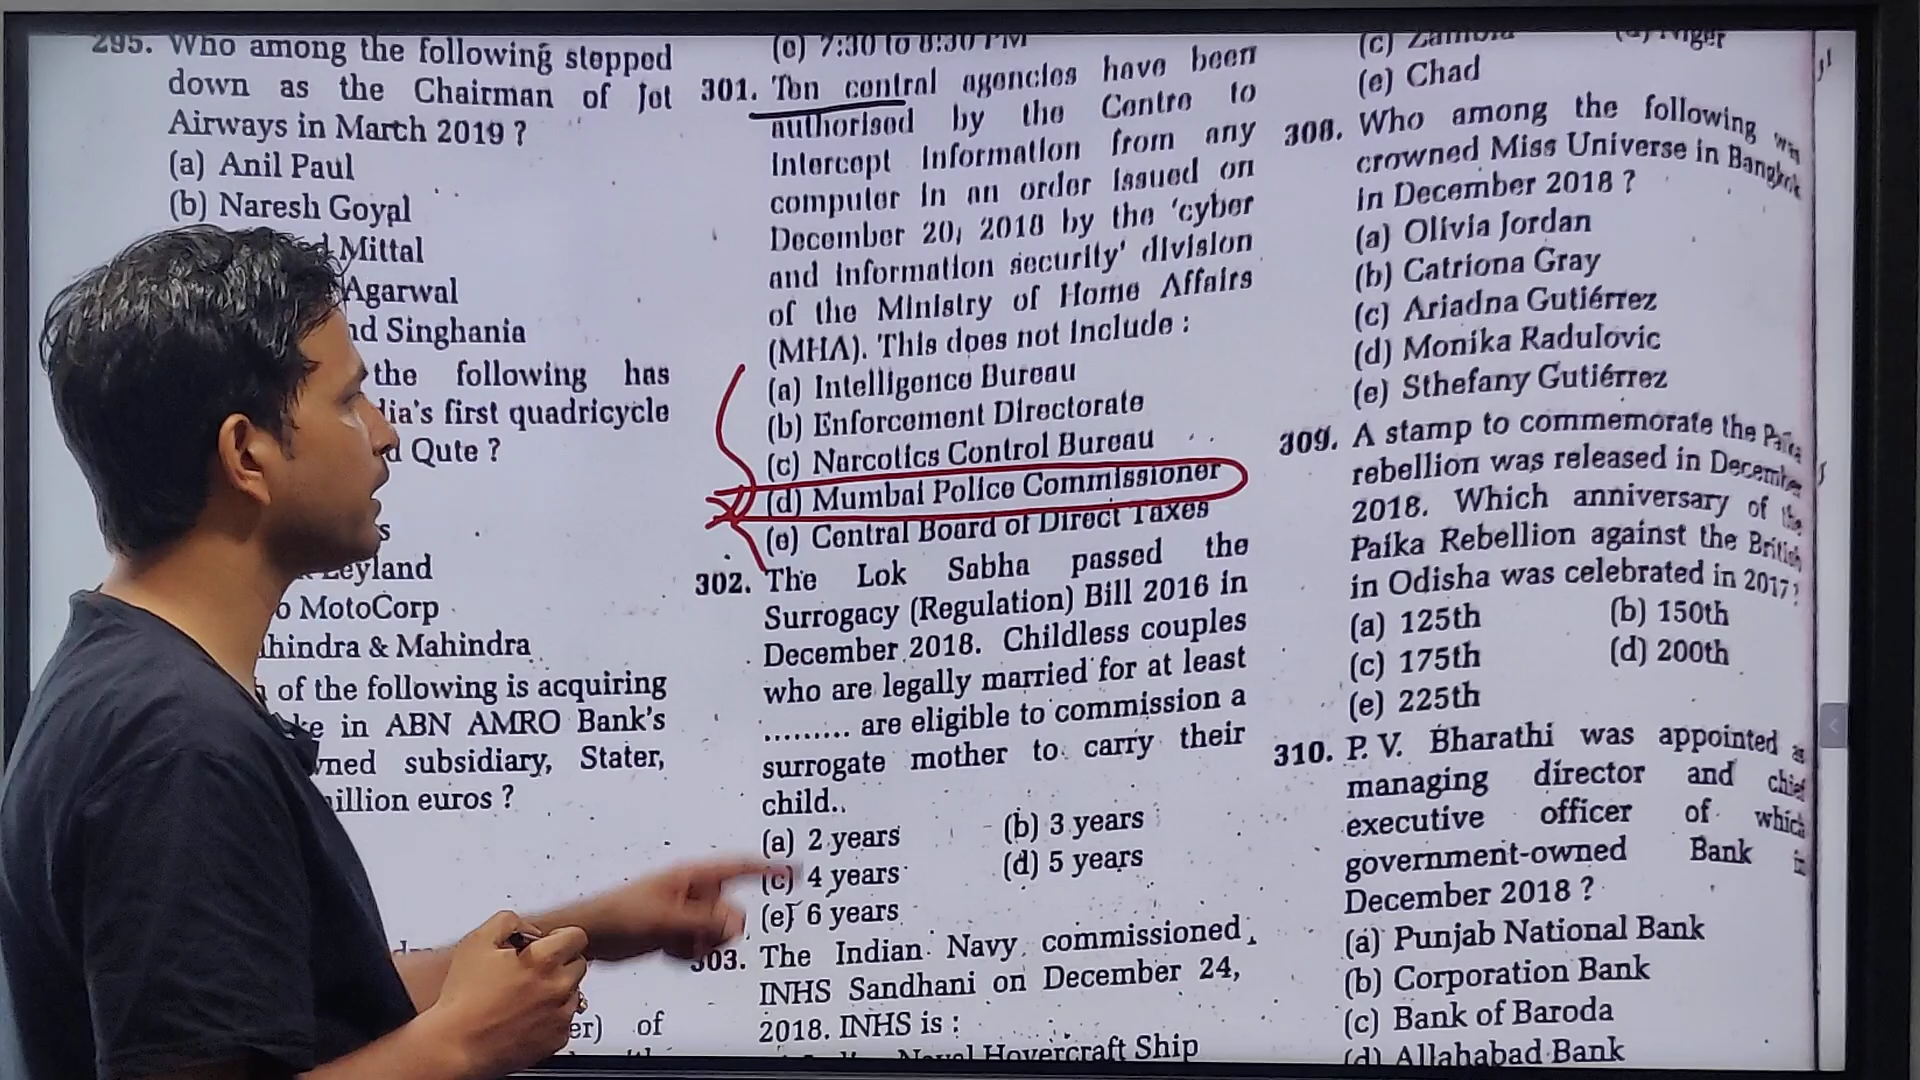 295. Who among the following stepped
down as the Chairman of Jet
Airways in March 2019 ?
(a) Anil Paul
(b) Naresh Goyal
Mittal
Agarwal
Singhania
the following has
first quadricycle
Qute ?
Leyland
MotoCorp
Mahindra & Mahindra
of the following is acquiring
in ABN AMRO Bank's
subsidiary, Stater,
euros ?
of
(e) 7:30 to 8:30 PM
301. Ten central agencies have been
authorised by the Centre to
intercept information from any
computer in an order issued on
December 20, 2018 by the 'cyber
and information security' division
of the Ministry of Home Affairs
(MHA). This does not include :
(a) Intelligence Bureau
(b) Enforcement Directorate
(c) Narcotics Control Bureau
(d) Mumbai Police Commissioner
(e) Central Board of Direct Taxes
302. The Lok Sabha passed the
Surrogacy (Regulation) Bill 2016 in
December 2018. Childless couples
who are legally married for at least
......... are eligible to commission a
surrogate mother to carry their
child.
(a) 2 years (b) 3 years
(c) 4 years (d) 5 years
(e) 6 years
303. The Indian Navy commissioned
INHS Sandhani on December 24,
2018. INHS is :
Naval Hovercraft Ship
(c) Zambia (d) Niger
(e) Chad
308. Who among the following was
crowned Miss Universe in Bangkok
in December 2018 ?
(a) Olivia Jordan
(b) Catriona Gray
(c) Ariadna Gutiérrez
(d) Monika Radulovic
(e) Sthefany Gutiérrez
309. A stamp to commemorate the Paika
rebellion was released in December
2018. Which anniversary of the
Paika Rebellion against the British
in Odisha was celebrated in 2017?
(a) 125th (b) 150th
(c) 175th (d) 200th
(e) 225th
310. P. V. Bharathi was appointed as
managing director and chief
executive officer of which
government-owned Bank in
December 2018 ?
(a) Punjab National Bank
(b) Corporation Bank
(c) Bank of Baroda
(d) Allahabad Bank